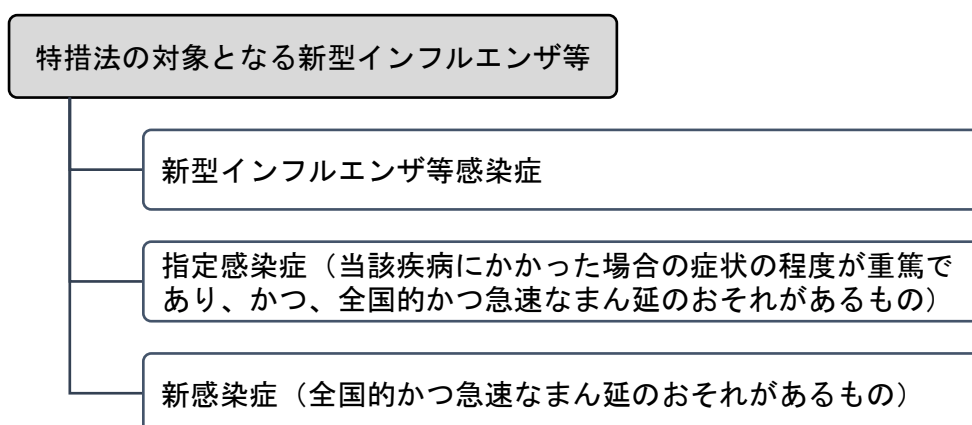 特措法の対象となる新型インフルエンザ等
新型インフルエンザ等感染症
指定感染症（当該疾病にかかった場合の症状の程度が重篤で
あり、かつ、全国的かつ急速なまん延のおそれがあるもの）
新感染症（全国的かつ急速なまん延のおそれがあるもの）